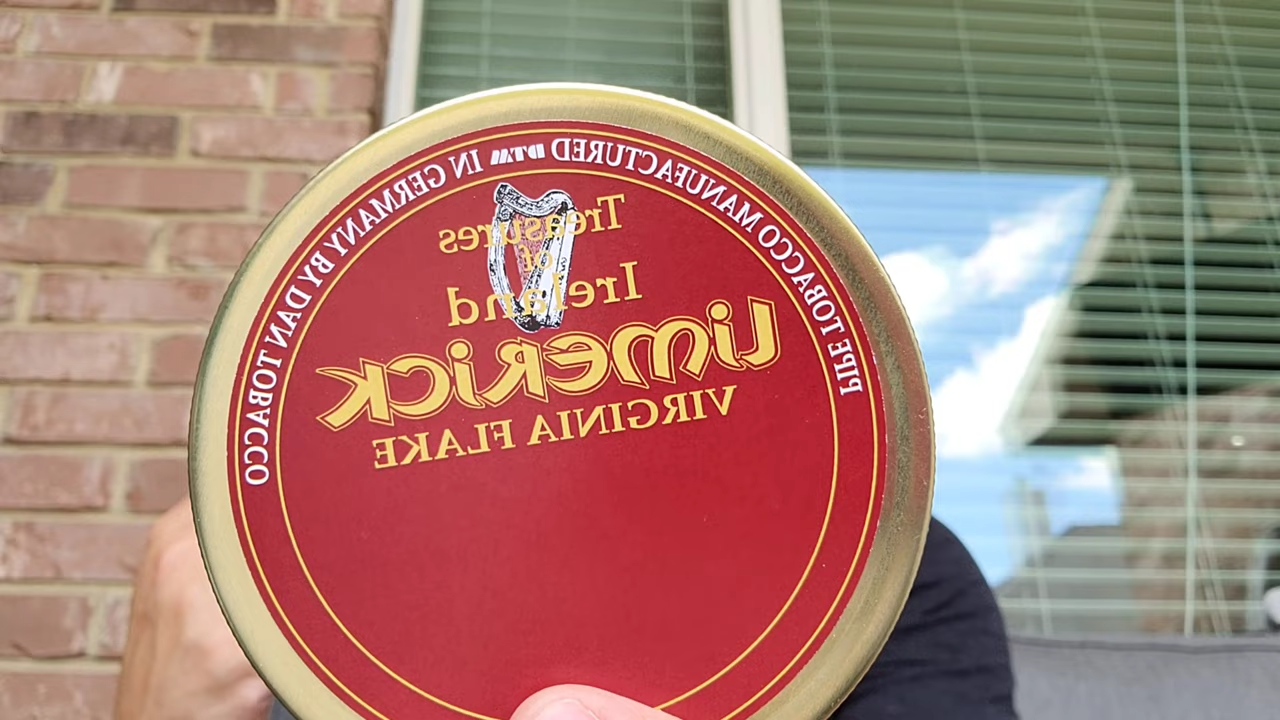 PIPE TOBACCO MANUFACTURED DTM IN GERMANY BY DAN TOBACCO
Treasures
of
Ireland
LiMERiCK
VIRGINIA FLAKE